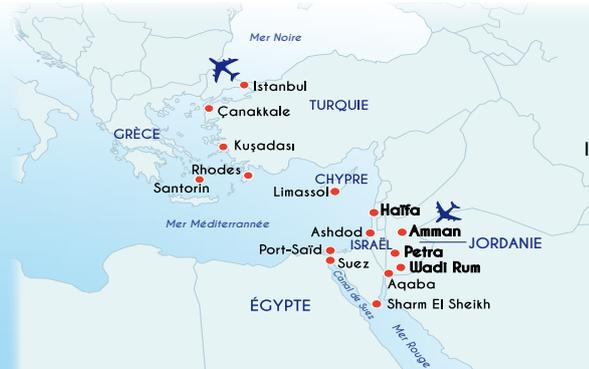 Mer Noire
Istanbul
Çanakkale
TURQUIE
GRÈCE
Kuşadası
Rhodes
Santorin
CHYPRE
Limassol
Haïfa
Mer Méditerrannée
Ashdod
Amman
ISRAËL
JORDANIE
Port-Saïd
Petra
Suez
Wadi Rum
Aqaba
Canal de Suez
ÉGYPTE
Sharm El Sheikh
Mer Rouge